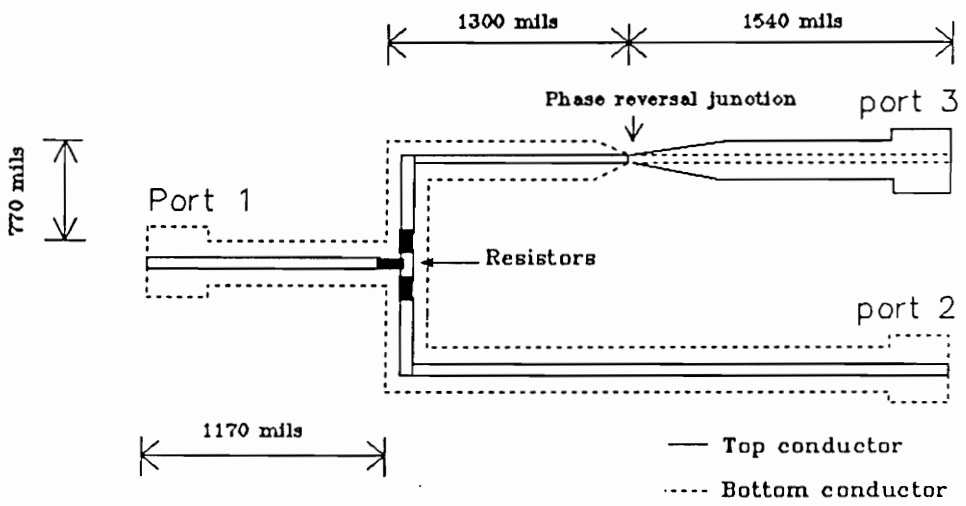 1300 mils
1540 mils
Phase reversal junotion
port 3
770 mils
Port 1
Resistors
port 2
1170 mils
Top conductor
Bottom conductor